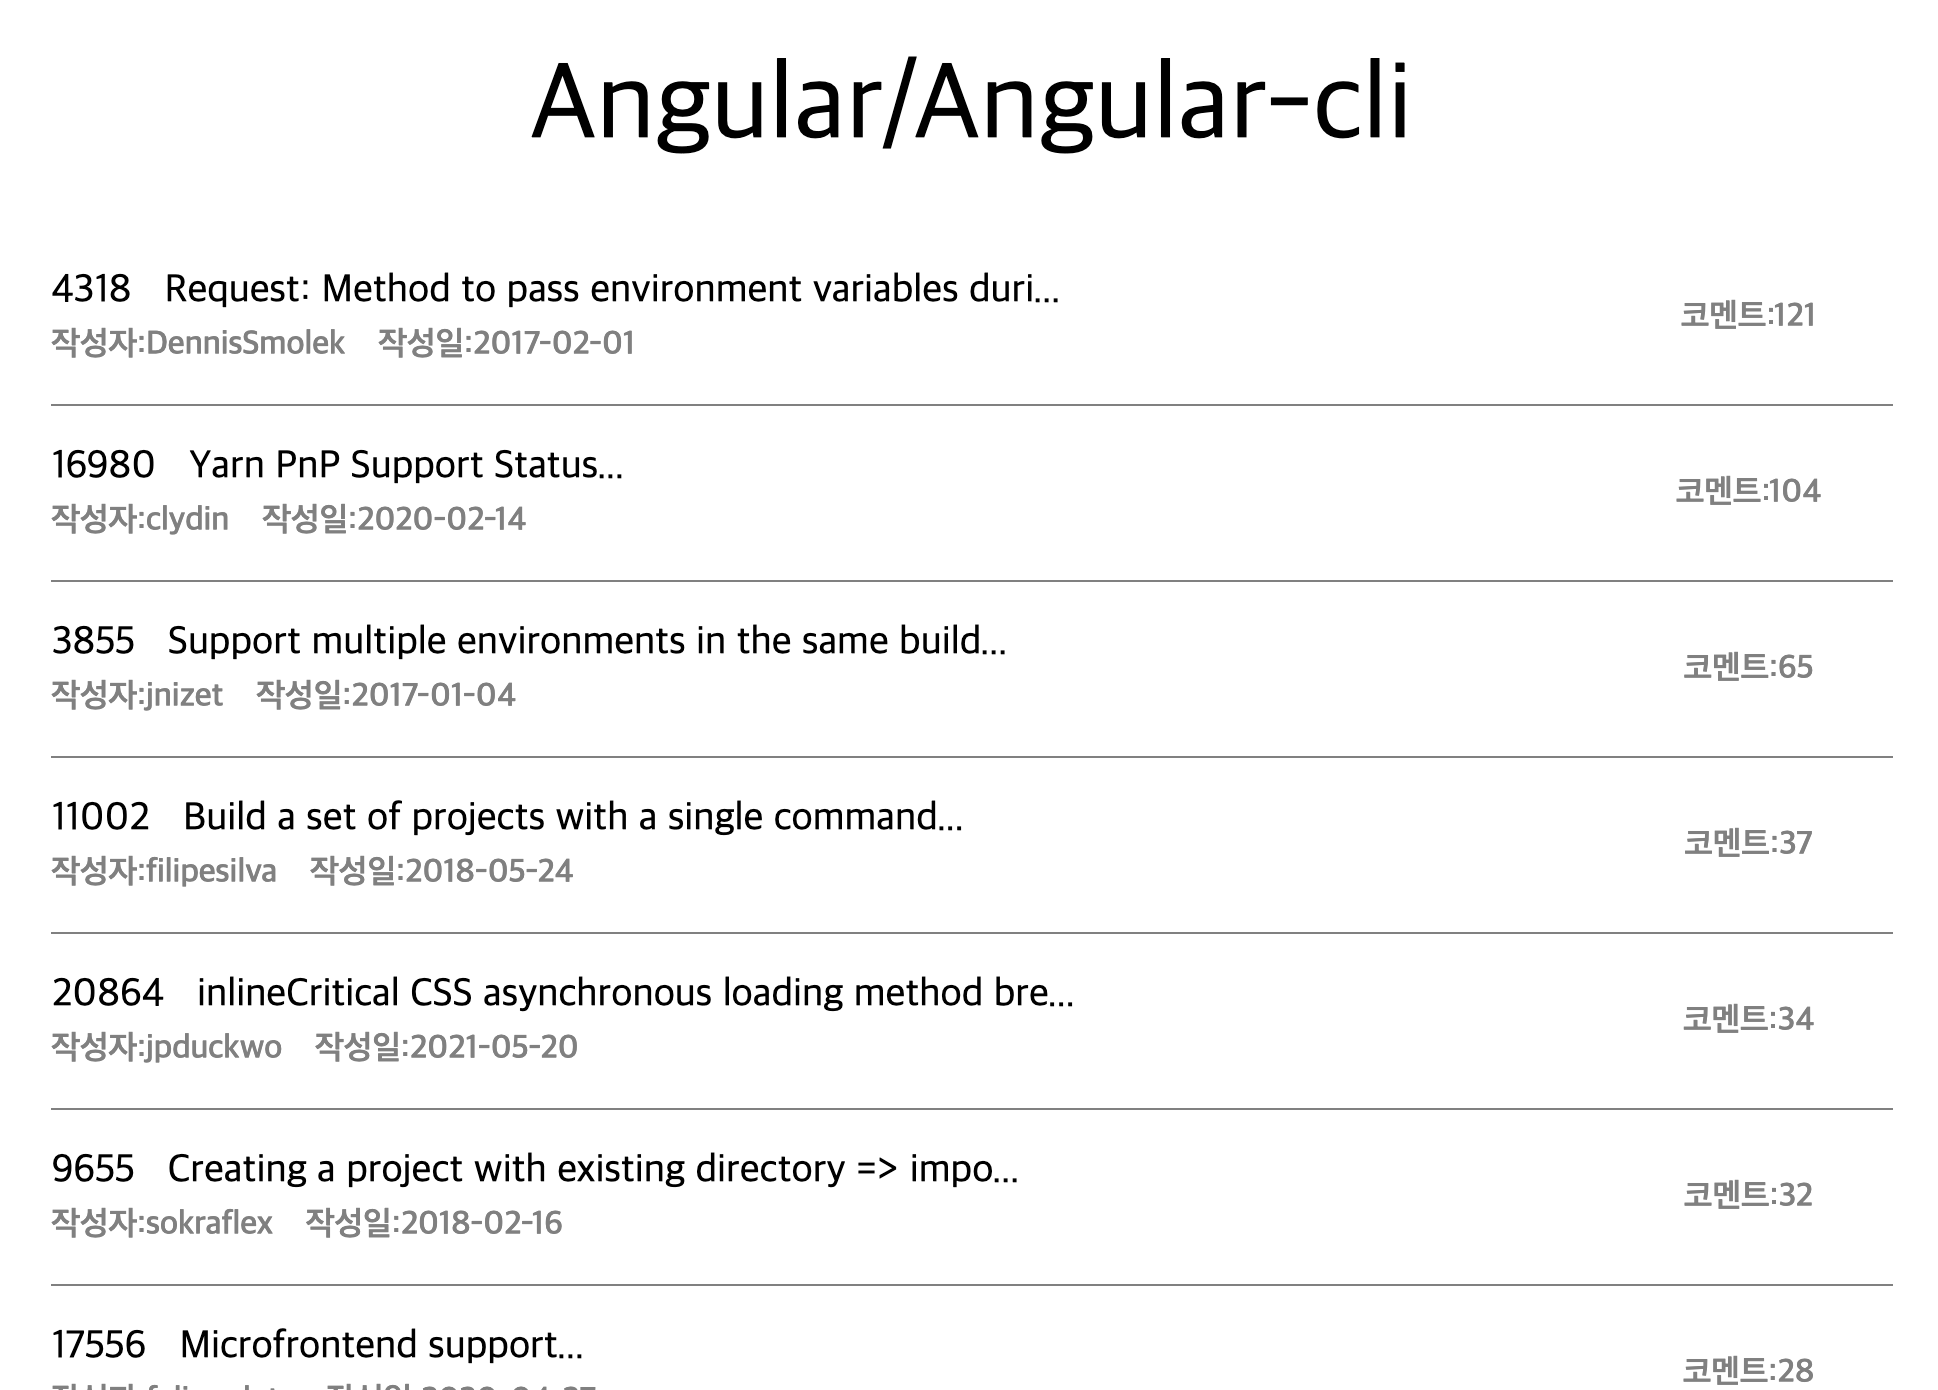 Angular/Angular-cli
4318 Request: Method to pass environment variables duri...
작성자:DennisSmolek 작성일:2017-02-01
코멘트:121
16980 Yarn PnP Support Status...
작성자:clydin 작성일:2020-02-14
코멘트:104
3855 Support multiple environments in the same build...
작성자:jnizet 작성일:2017-01-04
코멘트:65
11002 Build a set of projects with a single command...
작성자:filipesilva 작성일:2018-05-24
코멘트:37
20864 inlineCritical CSS asynchronous loading method bre...
작성자:jpduckwo 작성일:2021-05-20
코멘트:34
9655 Creating a project with existing directory => impo...
작성자:sokraflex 작성일:2018-02-16
코멘트:32
17556 Microfrontend support...
코멘트:28